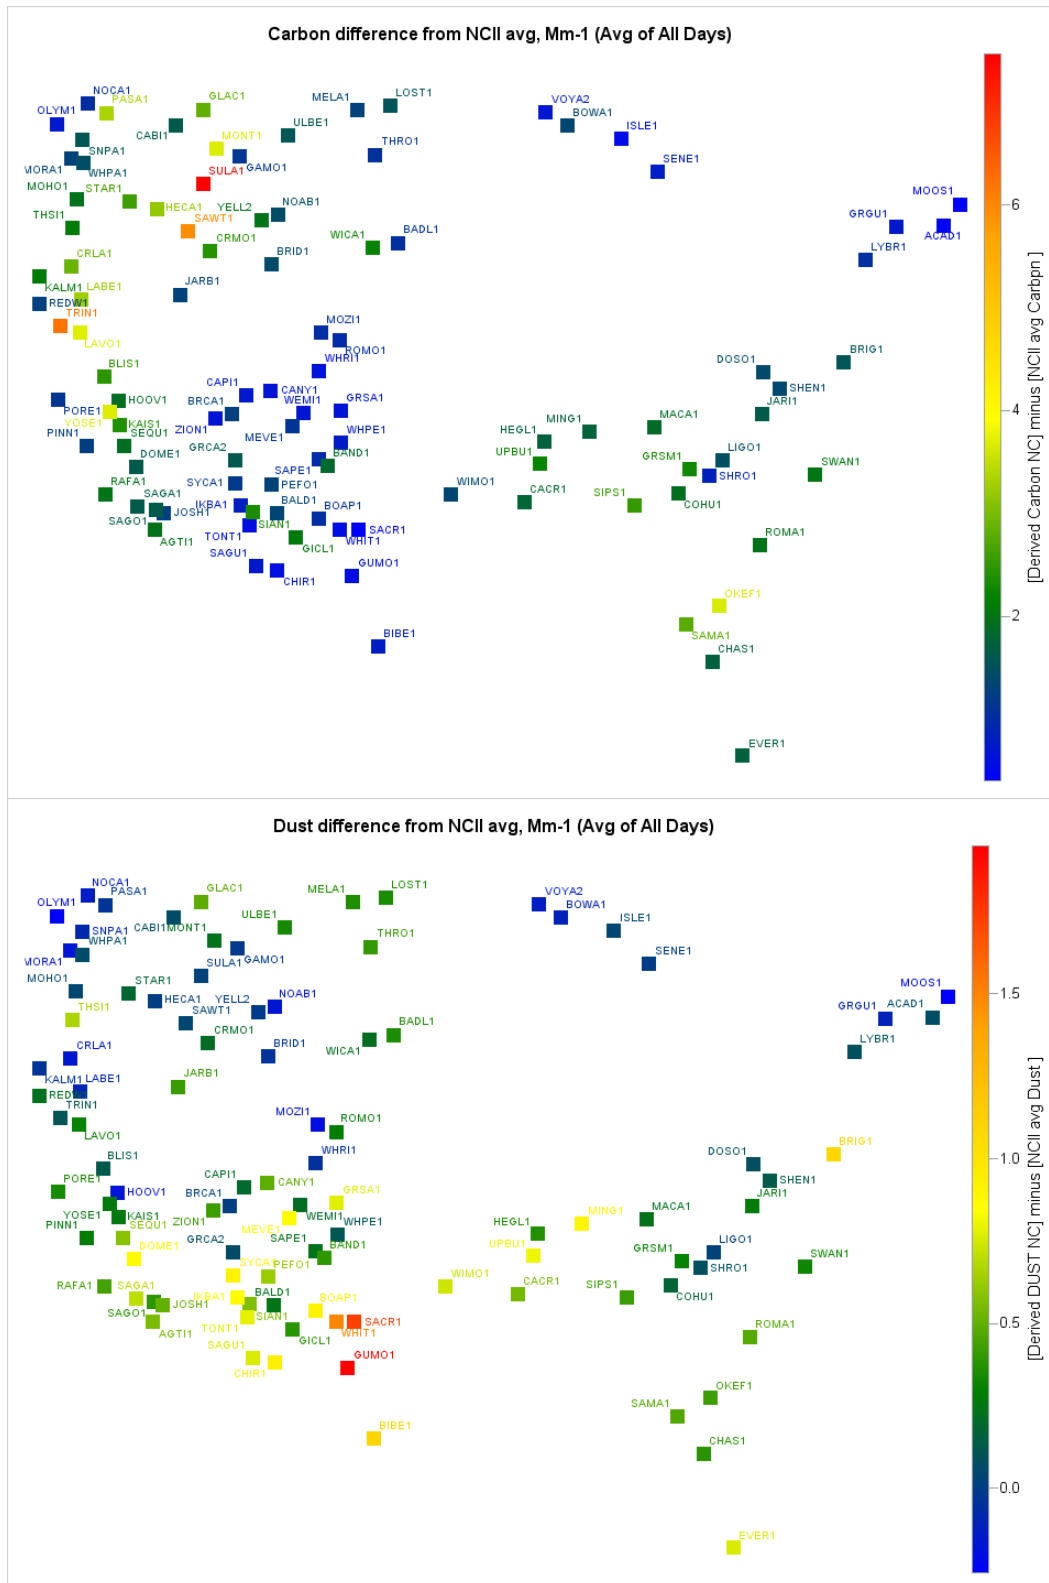 Carbon difference from NCII avg, Mm-1 (Avg of All Days)
NOCA1
PASA1
OLYM1
GLAC1
MELA1
LOST1
VOYA2
BOWA1
ISLE1
SENE1
CABI1
ULBE1
SNPA1
MONT1
GAMO1
THRO1
MORA1
WHPA1
SULA1
MOHO1
STAR1
HECA1
YELL2
NOAB1
MOOS1
GRGU1
ACAD1
LYBR1
THSI1
SAWT1
CRMO1
WICA1
BADL1
BRID1
CRLA1
KALM1
LABE1
JARB1
REDW1
TRIN1
LAVO1
MOZI1
ROMO1
WHRI1
BLIS1
CAPI1
CANY1
WEMI1
GRSA1
DOSO1
BRIG1
SHEN1
JARI1
PORE1
HOOV1
BRCA1
YOSE1
KAIS1
ZION1
MEVE1
WHPE1
HEGL1
MING1
MACA1
PINN1
SEQU1
DOME1
GRCA2
SAPE1
BAND1
UPBU1
GRSM1
LIGO1
SHRO1
SWAN1
RAFA1
SAGA1
SYCA1
PEFO1
WIMO1
CACR1
SIPS1
COHU1
SAGO1
JOSH1
IKBA1
BALD1
BOAP1
SIAN1
AGTI1
TONT1
GICL1
WHIT1
SACR1
ROMA1
SAGU1
CHIR1
GUMO1
OKEF1
SAMA1
BIBE1
CHAS1
EVER1
6
4
2
[Derived Carbon NC] minus [NCII avg Carbpn ]
Dust difference from NCII avg, Mm-1 (Avg of All Days)
NOCA1
PASA1
OLYM1
GLAC1
MELA1
LOST1
VOYA2
BOWA1
ISLE1
SENE1
SNPA1
CABI1
MONT1
ULBE1
THRO1
MORA1
WHPA1
GAMO1
SULA1
MOHO1
STAR1
HECA1
YELL2
NOAB1
MOOS1
GRGU1
ACAD1
LYBR1
THSI1
SAWT1
CRMO1
WICA1
BADL1
CRLA1
BRID1
KALM1
LABE1
JARB1
REDW1
TRIN1
LAVO1
MOZI1
ROMO1
BLIS1
WHRI1
BRIG1
DOSO1
SHEN1
JARI1
PORE1
HOOV1
CAPI1
CANY1
BRCA1
GRSA1
YOSE1
KAIS1
ZION1
WEMI1
MEVE1
WHPE1
HEGL1
MING1
MACA1
PINN1
SEQU1
DOME1
GRCA2
SAPE1
BAND1
UPBU1
GRSM1
LIGO1
SHRO1
SWAN1
RAFA1
SAGA1
SYCA1
PEFO1
WIMO1
CACR1
SIPS1
COHU1
SAGO1
JOSH1
IKBA1
BALD1
BOAP1
SIAN1
AGTI1
TONT1
GICL1
WHIT1
SACR1
ROMA1
SAGU1
CHIR1
GUMO1
OKEF1
SAMA1
BIBE1
CHAS1
EVER1
1.5
1.0
0.5
0.0
[Derived DUST NC] minus [NCII avg Dust ]